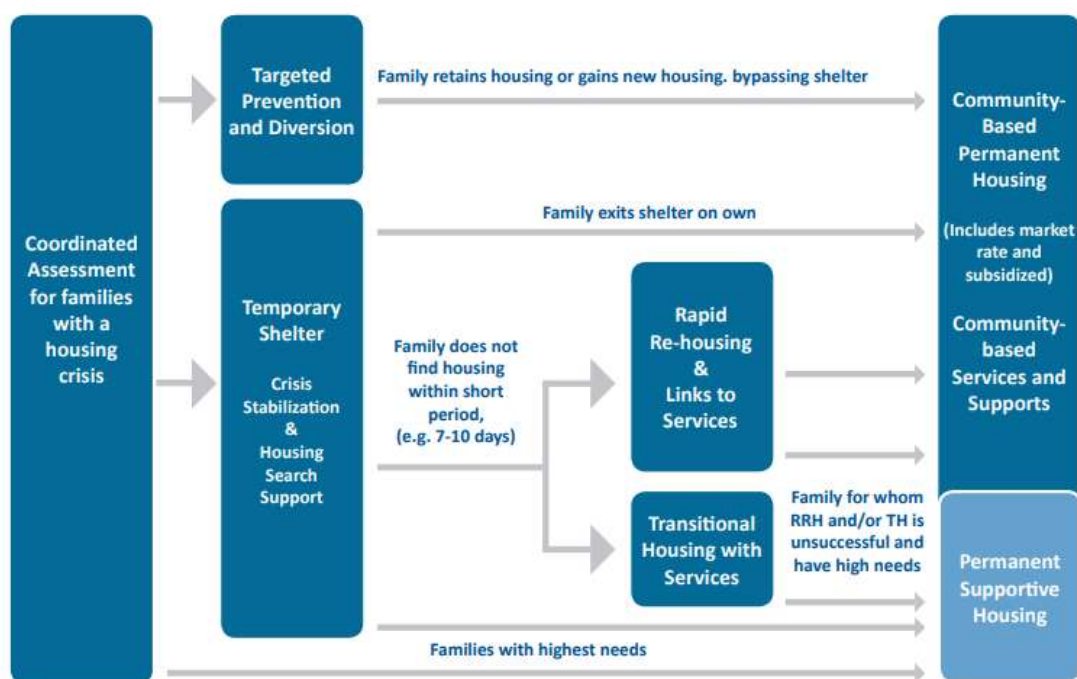 Coordinated
Assessment
for families
with a
housing
crisis
Targeted
Prevention
and Diversion
Family retains housing or gains new housing. bypassing shelter
Temporary
Shelter
Crisis
Stabilization
&
Housing
Search
Support
Family exits shelter on own
Family does not
find housing
within short
period,
(e.g. 7-10 days)
Rapid
Re-housing
&
Links to
Services
Transitional
Housing with
Services
Family for whom
RRH and/or TH is
unsuccessful and
have high needs
Families with highest needs
Community-
Based
Permanent
Housing
(Includes market
rate and
subsidized)
Community-
based
Services and
Supports
Permanent
Supportive
Housing